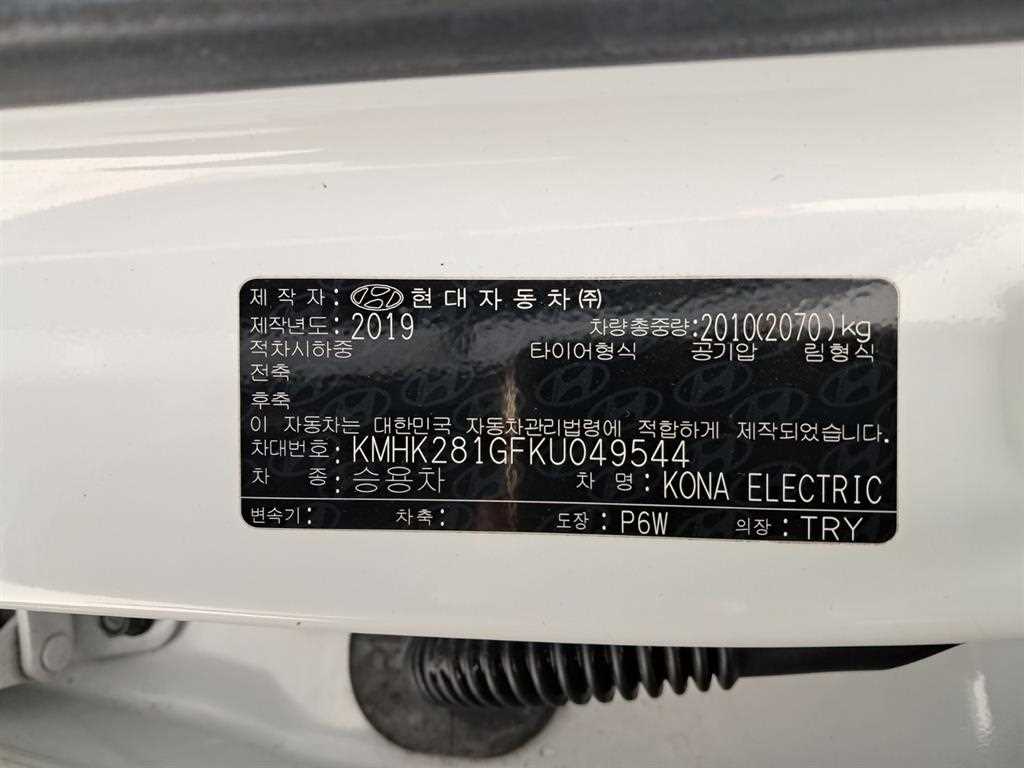 제 작 자 : 현대자동차(주)
제작년도: 2019 차량총중량:2010(2070)kg
적차시하중 타이어형식 공기압 림형식
전축
후축
이 자동차는 대한민국 자동차관리법령에 적합하게 제작되었습니다.
차대번호: KMHK281GFKU049544
차 종 : 승용차 차 명 : KONA ELECTRIC
변속기: 차축: 도장 : P6W 의장 : TRY